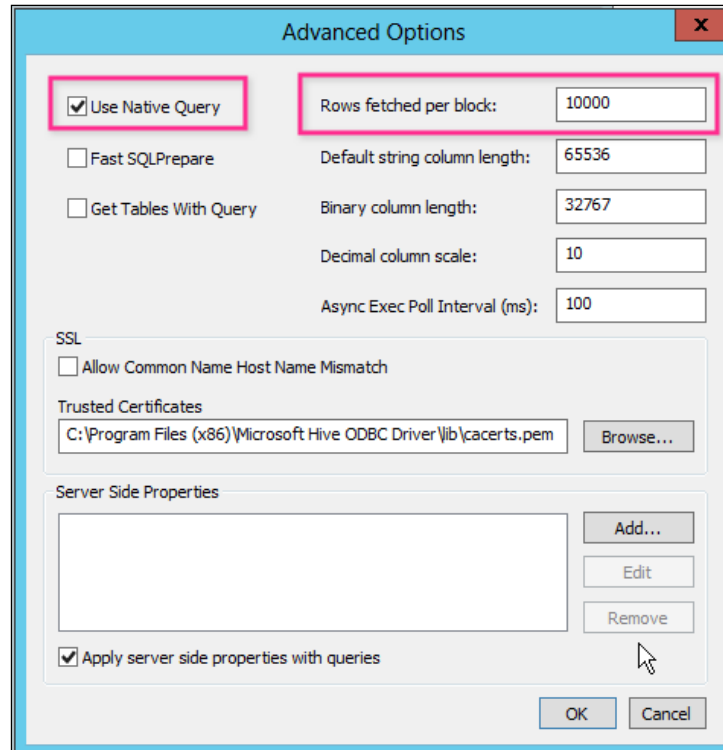 Advanced Options
x
Use Native Query
Rows fetched per block: 10000
Fast SQLPrepare
Default string column length: 65536
Get Tables With Query
Binary column length: 32767
Decimal column scale: 10
Async Exec Poll Interval (ms): 100
SSL
Allow Common Name Host Name Mismatch
Trusted Certificates
C:\Program Files (x86)\Microsoft Hive ODBC Driver\lib\cacerts.pem
Browse...
Server Side Properties
Add...
Edit
Remove
Apply server side properties with queries
OK
Cancel